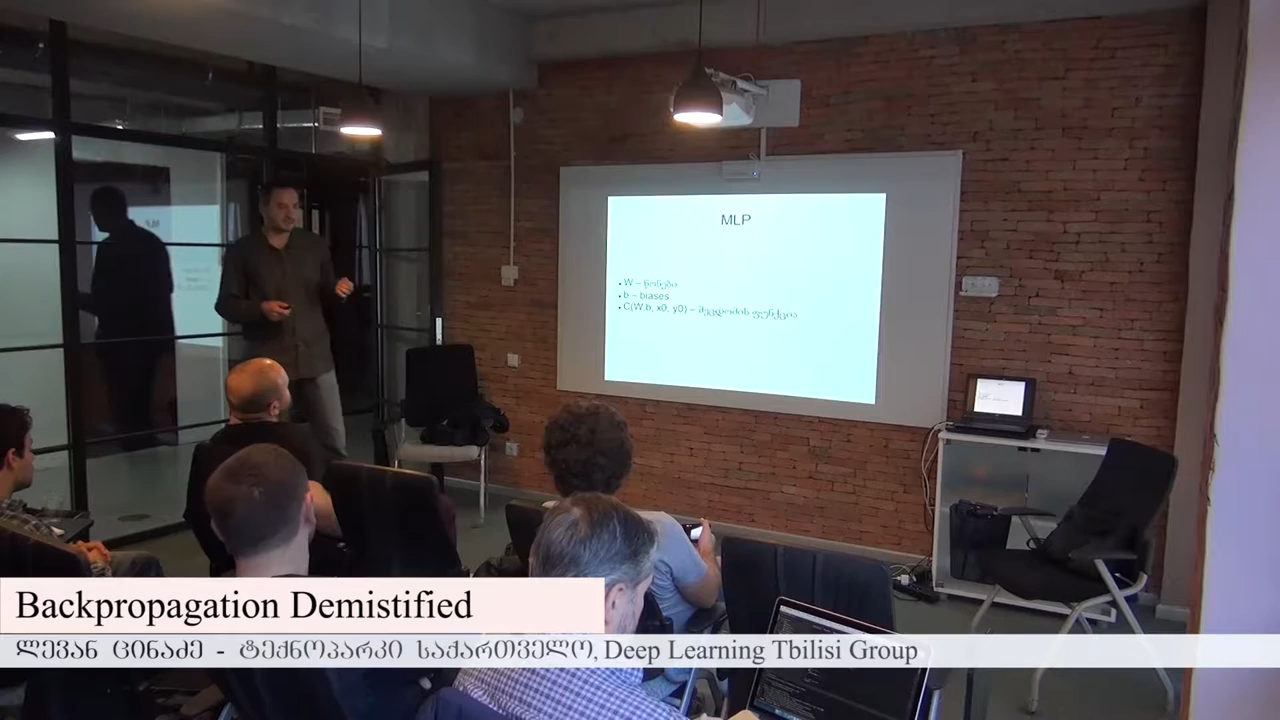 MLP
• W – წონები
• b – biases
• C(W,b, x0, y0) – შეცდომის ფუნქცია
Backpropagation Demistified
ლევან ცინაძე - ტექნოპარკი საქართველო, Deep Learning Tbilisi Group